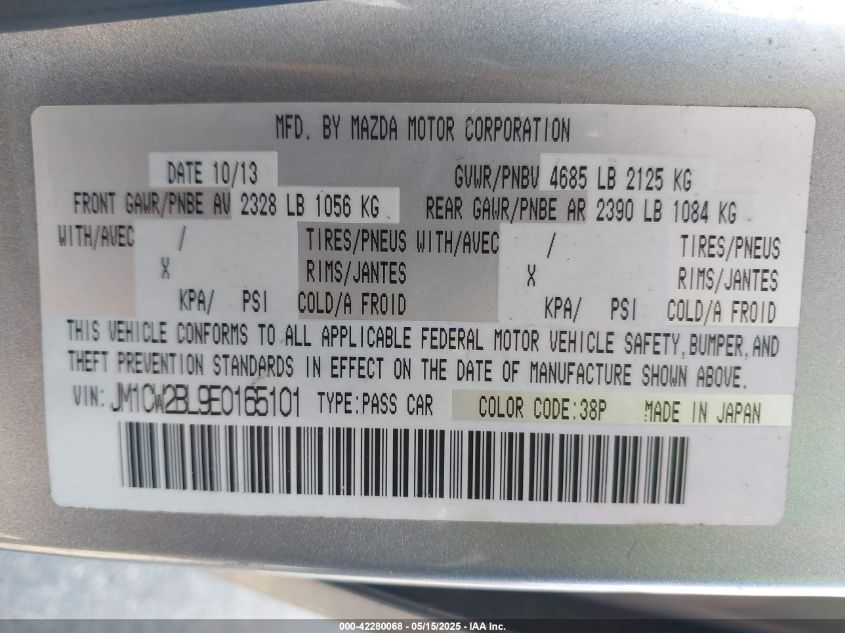 MFD. BY MAZDA MOTOR CORPORATION
DATE 10/13 GVWR/PNBV 4685 LB 2125 KG
FRONT GAWR/PNBE AV 2328 LB 1056 KG REAR GAWR/PNBE AR 2390 LB 1084 KG
WITH/AVEC / TIRES/PNEUS WITH/AVEC / TIRES/PNEUS
X RIMS/JANTES X RIMS/JANTES
KPA/ PSI COLD/A FROID KPA/ PSI COLD/A FROID
THIS VEHICLE CONFORMS TO ALL APPLICABLE FEDERAL MOTOR VEHICLE SAFETY, BUMPER, AND
THEFT PREVENTION STANDARDS IN EFFECT ON THE DATE OF MANUFACTURE SHOWN ABOVE.
VIN: JM1CW2BL9E0165101 TYPE:PASS CAR COLOR CODE:38P MADE IN JAPAN
000-42280068 - 05/15/2025 - IAA Inc.